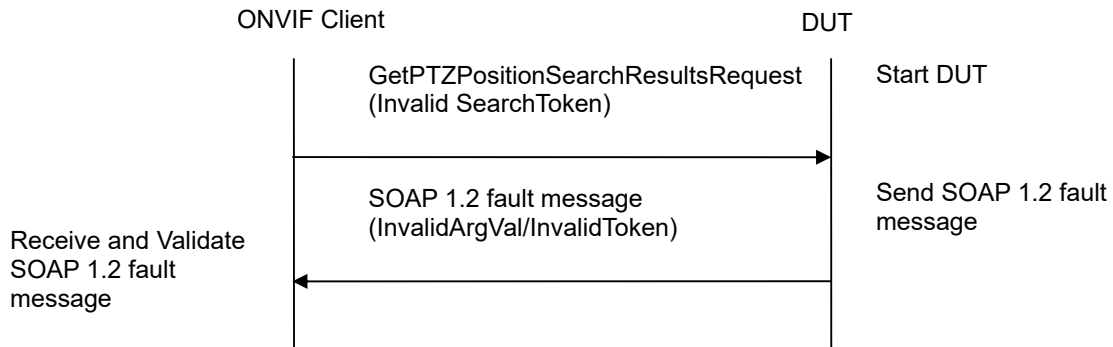 ONVIF Client
DUT
GetPTZPositionSearchResultsRequest
(Invalid SearchToken)
Start DUT
SOAP 1.2 fault message
(InvalidArgVal/InvalidToken)
Send SOAP 1.2 fault
message
Receive and Validate
SOAP 1.2 fault
message